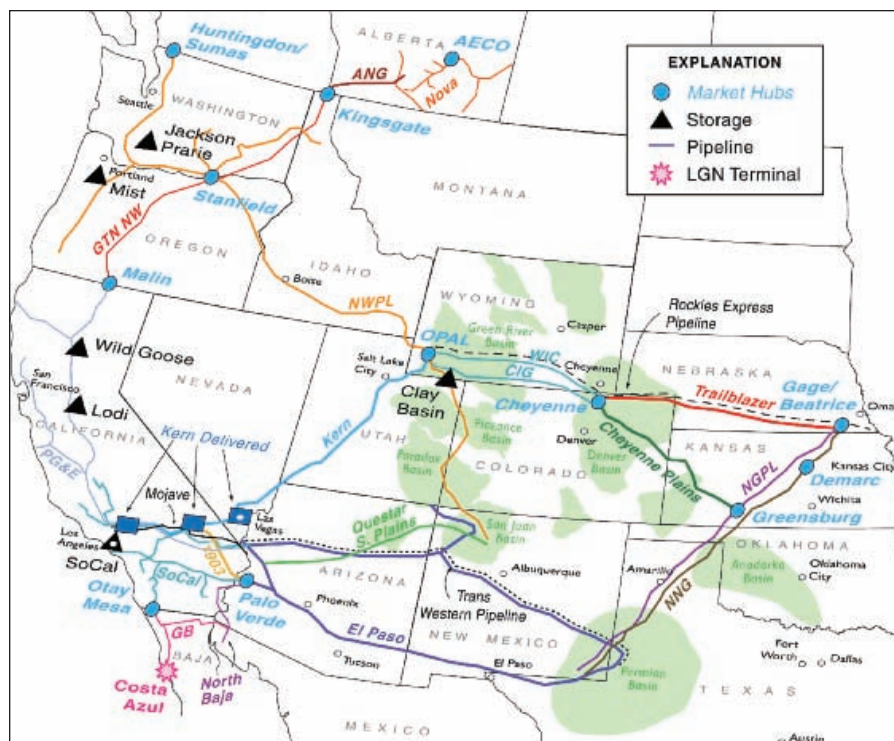 Huntingdon/
Sumas
ALBERTA
AECO
ANG
Nova
Seattle
WASHINGTON
Kingsgate
Jackson
Prarie
Portland
Mist
Stanfield
GTN NW
OREGON
Malin
MONTANA
IDAHO
Boise
NWPL
EXPLANATION
Market Hubs
Storage
Pipeline
LGN Terminal
WYOMING
Green River
Basin
Casper
Rockies Express
Pipeline
OPAL
WIC
CIG
Cheyenne
Salt Lake
City
Clay
Basin
Cheyenne
NEBRASKA
Trailblazer
Gage/
Beatrice
Oma
Wild Goose
NEVADA
San
Francisco
Lodi
CALIFORNIA
Kern Delivered
Kern
UTAH
Piceance
Basin
Paradox
Basin
COLORADO
Denver
Denver
Basin
Cheyenne Plains
KANSAS
NGPL
Kansas City
Demarc
Wichita
Greensburg
PG&E
Mojave
Los
Angeles
Las
Vegas
SoCal
1903
SoCal
Questar
S. Plains
San Juan
Basin
ARIZONA
Albuquerque
Trans
Western Pipeline
NEW MEXICO
Amarillo
NNG
OKLAHOMA
Anadarko
Basin
Oklahoma
City
Otay
Mesa
Palo
Verde
Phoenix
El Paso
Tucson
El Paso
GB
BAJA
North
Baja
Costa
Azul
Permian
Basin
Fort
Worth
Dallas
TEXAS
MEXICO
Austin